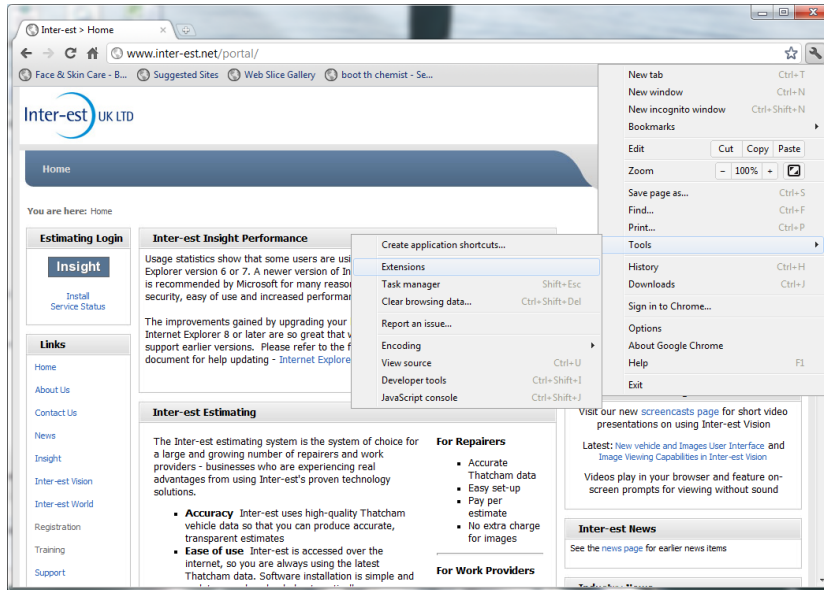 Inter-est > Home
www.inter-est.net/portal/
Face & Skin Care - B...
Suggested Sites
Web Slice Gallery
boot th chemist - Se...
Inter-est UK LTD
Home
You are here: Home
Estimating Login
Insight
Install
Service Status
Links
Home
About Us
Contact Us
News
Insight
Inter-est Vision
Inter-est World
Registration
Training
Support
Inter-est Insight Performance
Usage statistics show that some users are usi
Explorer version 6 or 7. A newer version of In
is recommended by Microsoft for many reaso
security, easy of use and increased performa
The improvements gained by upgrading your
Internet Explorer 8 or later are so great that
support earlier versions. Please refer to the f
document for help updating - Internet Explore
Inter-est Estimating
The Inter-est estimating system is the system of choice for
a large and growing number of repairers and work
providers - businesses who are experiencing real
advantages from using Inter-est's proven technology
solutions.
Accuracy Inter-est uses high-quality Thatcham
vehicle data so that you can produce accurate,
transparent estimates
Ease of use Inter-est is accessed over the
internet, so you are always using the latest
Thatcham data. Software installation is simple and
For Repairers
Accurate
Thatcham data
Easy set-up
Pay per
estimate
No extra charge
for images
For Work Providers
Create application shortcuts...
Extensions
Task manager Shift+Esc
Clear browsing data... Ctrl+Shift+Del
Report an issue...
Encoding
View source Ctrl+U
Developer tools Ctrl+Shift+I
JavaScript console Ctrl+Shift+J
New tab Ctrl+T
New window Ctrl+N
New incognito window Ctrl+Shift+N
Bookmarks
Edit Cut Copy Paste
Zoom - 100% +
Save page as... Ctrl+S
Find... Ctrl+F
Print... Ctrl+P
Tools
History Ctrl+H
Downloads Ctrl+J
Sign in to Chrome...
Options
About Google Chrome
Help F1
Exit
Visit our new screencasts page for short video
presentations on using Inter-est Vision
Latest: New vehicle and Images User Interface and
Image Viewing Capabilities in Inter-est Vision
Videos play in your browser and feature on-
screen prompts for viewing without sound
Inter-est News
See the news page for earlier news items